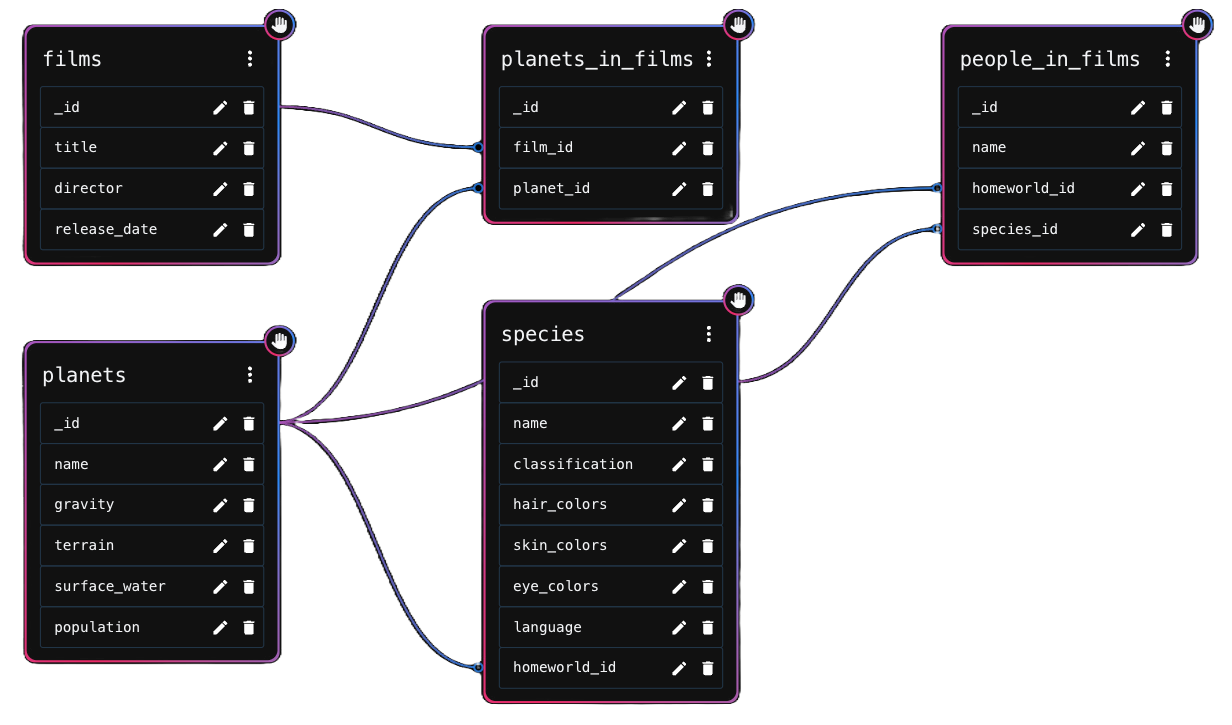 films
_id
title
director
release_date
planets_in_films
_id
film_id
planet_id
people_in_films
_id
name
homeworld_id
species_id
planets
_id
name
gravity
terrain
surface_water
population
species
_id
name
classification
hair_colors
skin_colors
eye_colors
language
homeworld_id